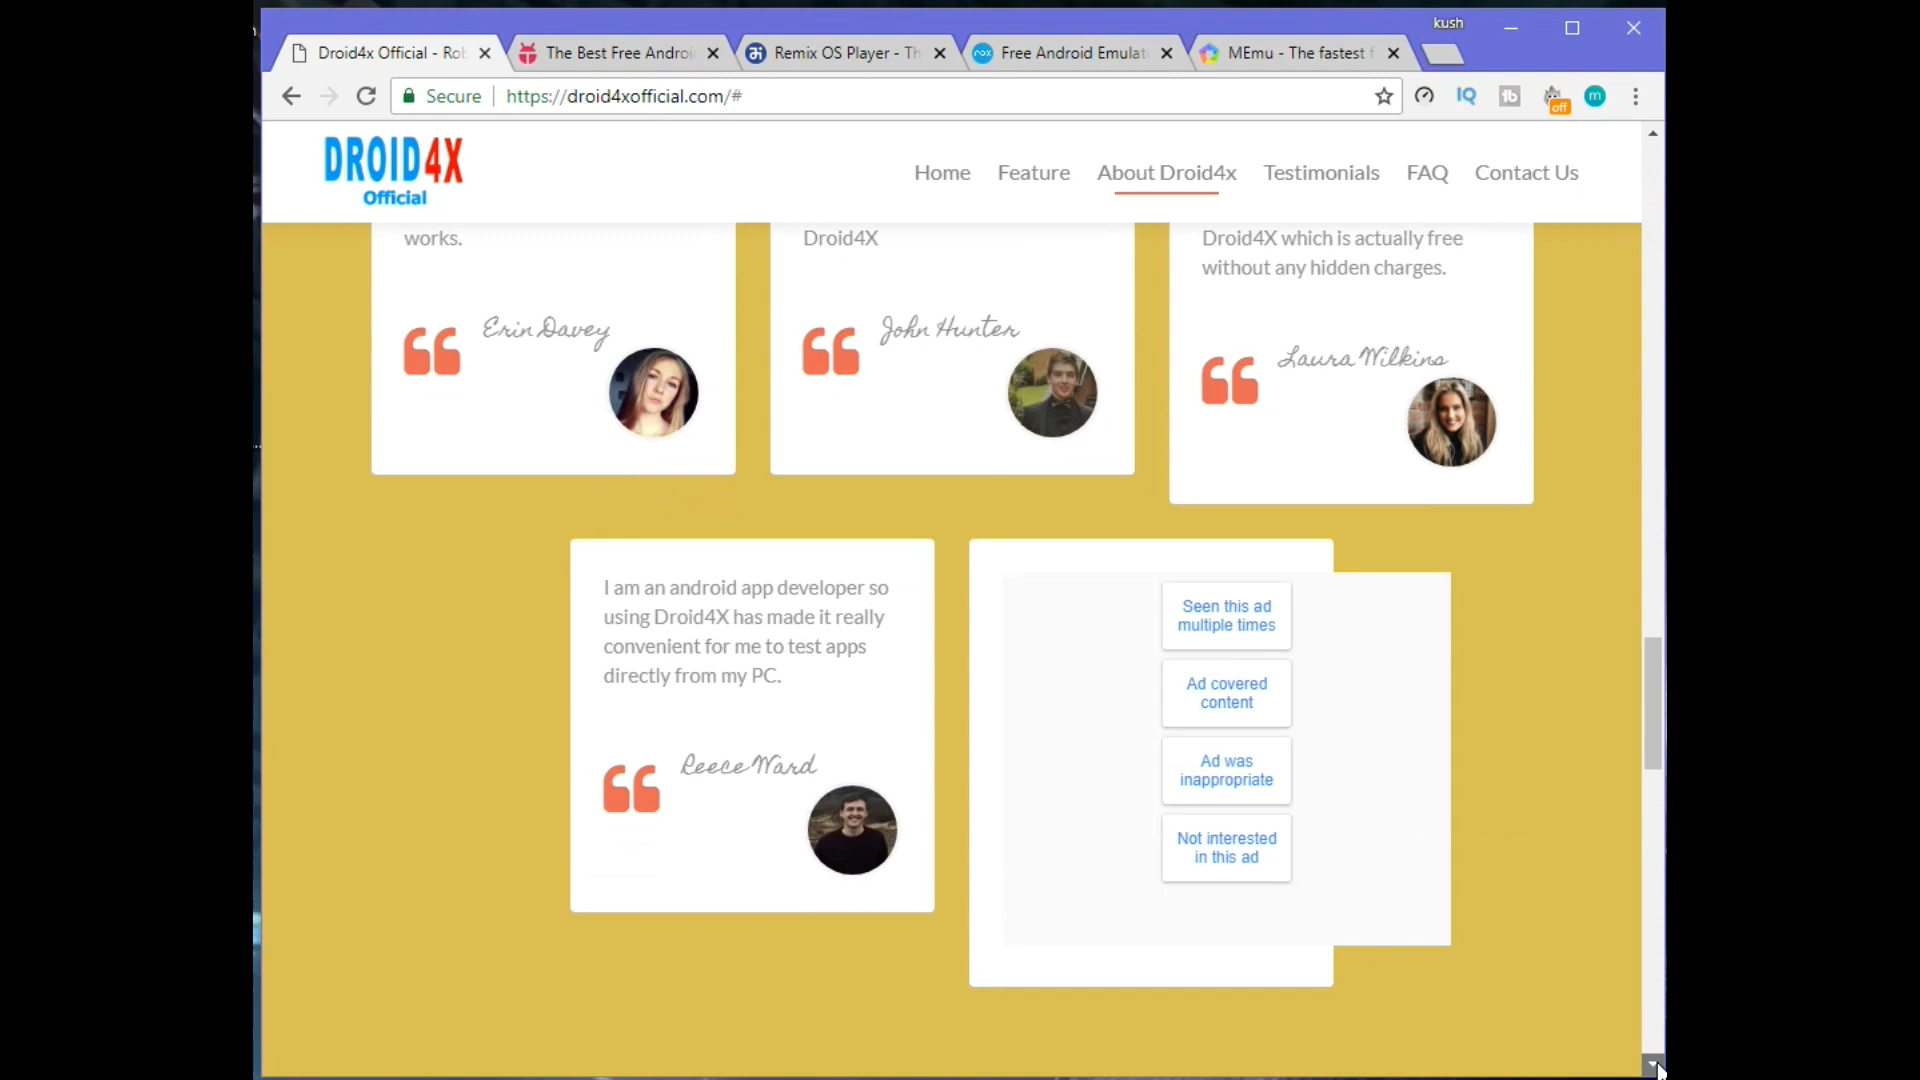 kush
Droid4x Official - Rob
The Best Free Androi
Remix OS Player - Th
Free Android Emulat
MEmu - The fastest f
Secure
https://droid4xofficial.com/#
IQ
tb
off
m
DROID4X
Official
Home
Feature
About Droid4x
Testimonials
FAQ
Contact Us
works.
Droid4X
Droid4X which is actually free
without any hidden charges.
Erin Davey
John Hunter
Laura Wilkins
I am an android app developer so
using Droid4X has made it really
convenient for me to test apps
directly from my PC.
Reece Ward
Seen this ad
multiple times
Ad covered
content
Ad was
inappropriate
Not interested
in this ad